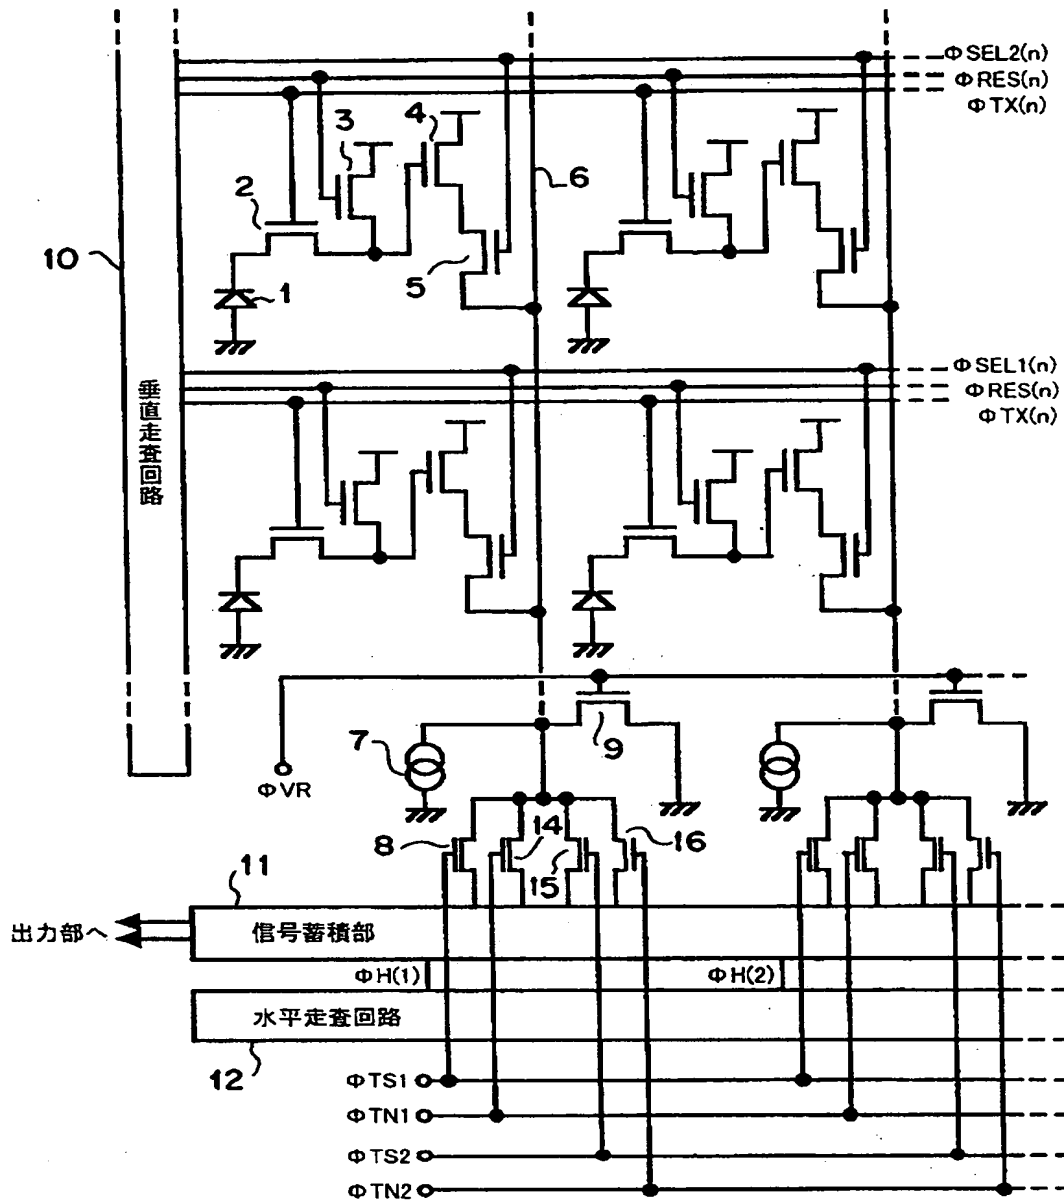 ΦSEL2(n)
ΦRES(n)
ΦTX(n)
3
4
2
6
10
1
5
ΦSEL1(n)
ΦRES(n)
ΦTX(n)
垂直走査回路
7
9
ΦVR
8
14
16
15
11
出力部へ
信号蓄積部
ΦH(1)
ΦH(2)
水平走査回路
12
ΦTS1
ΦTN1
ΦTS2
ΦTN2